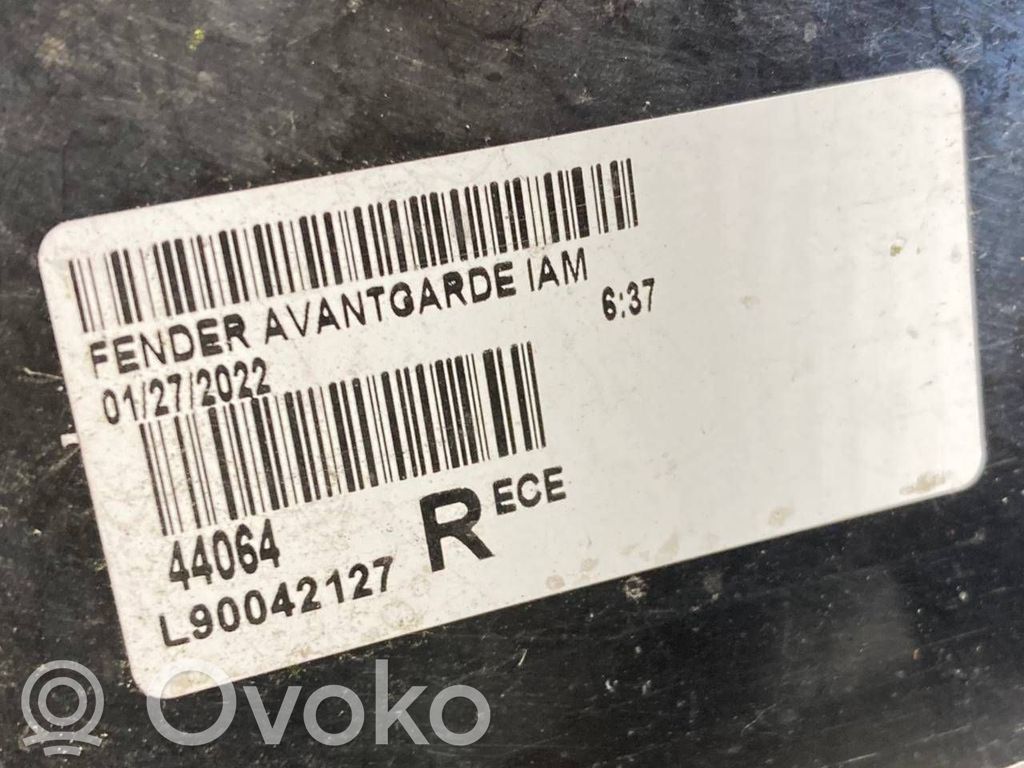 FENDER AVANTGARDE IAM
01/27/2022 6:37
44064
L90042127 R ECE
Ovoko